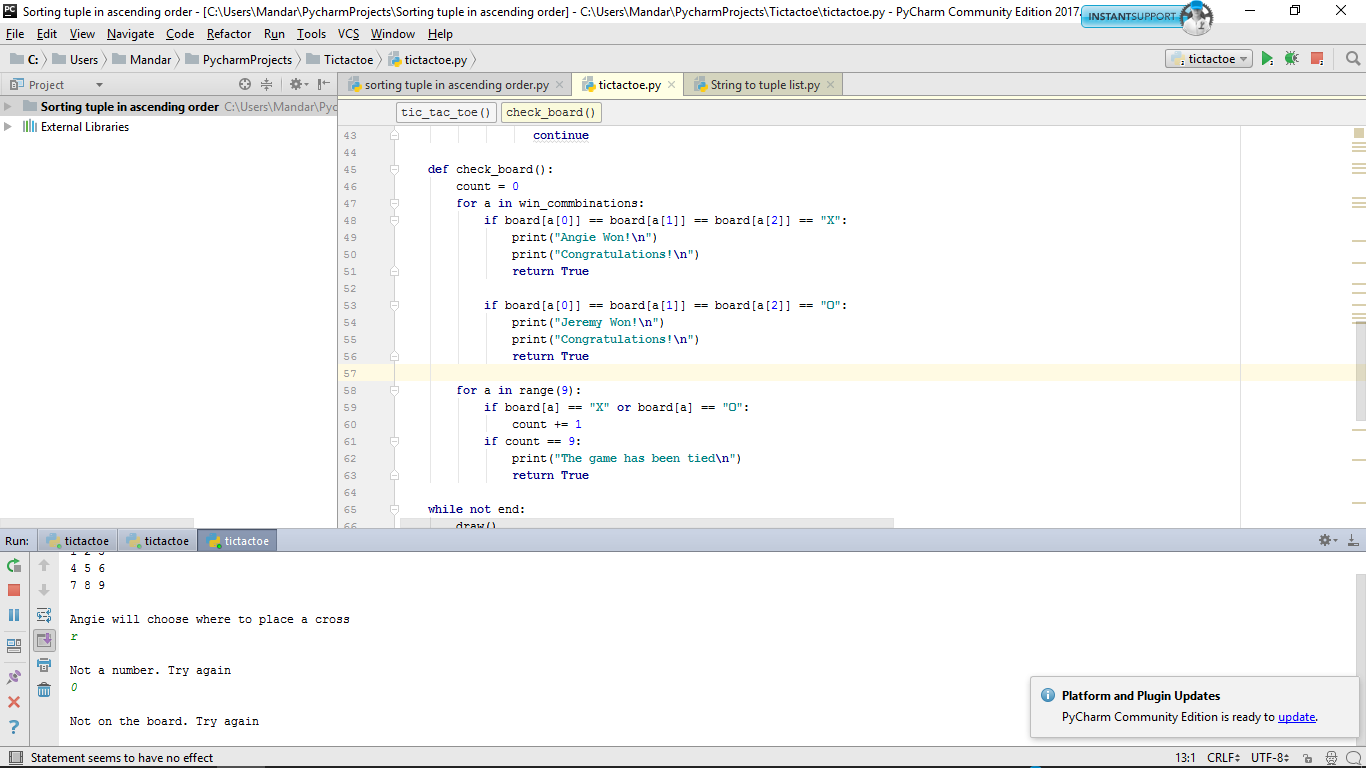 Sorting tuple in ascending order - [C:\Users\Mandar\PycharmProjects\Sorting tuple in ascending order] - C:\Users\Mandar\PycharmProjects\Tictactoe\tictactoe.py - PyCharm Community Edition 2017.
INSTANTSUPPORT
File Edit View Navigate Code Refactor Run Tools VCS Window Help
C: Users Mandar PycharmProjects Tictactoe tictactoe.py tictactoe
Project sorting tuple in ascending order.py tictactoe.py String to tuple list.py
Sorting tuple in ascending order C:\Users\Mandar\Pyc
External Libraries
tic_tac_toe() check_board()
43 continue
44
45 def check_board():
46 count = 0
47 for a in win_commbinations:
48 if board[a[0]] == board[a[1]] == board[a[2]] == "X":
49 print("Angie Won!\n")
50 print("Congratulations!\n")
51 return True
52
53 if board[a[0]] == board[a[1]] == board[a[2]] == "O":
54 print("Jeremy Won!\n")
55 print("Congratulations!\n")
56 return True
57
58 for a in range(9):
59 if board[a] == "X" or board[a] == "O":
60 count += 1
61 if count == 9:
62 print("The game has been tied\n")
63 return True
64
65 while not end:
66 draw()
Run: tictactoe tictactoe tictactoe
1 2 3
4 5 6
7 8 9
Angie will choose where to place a cross
r
Not a number. Try again
0
Not on the board. Try again
Platform and Plugin Updates
PyCharm Community Edition is ready to update.
Statement seems to have no effect 13:1 CRLF UTF-8